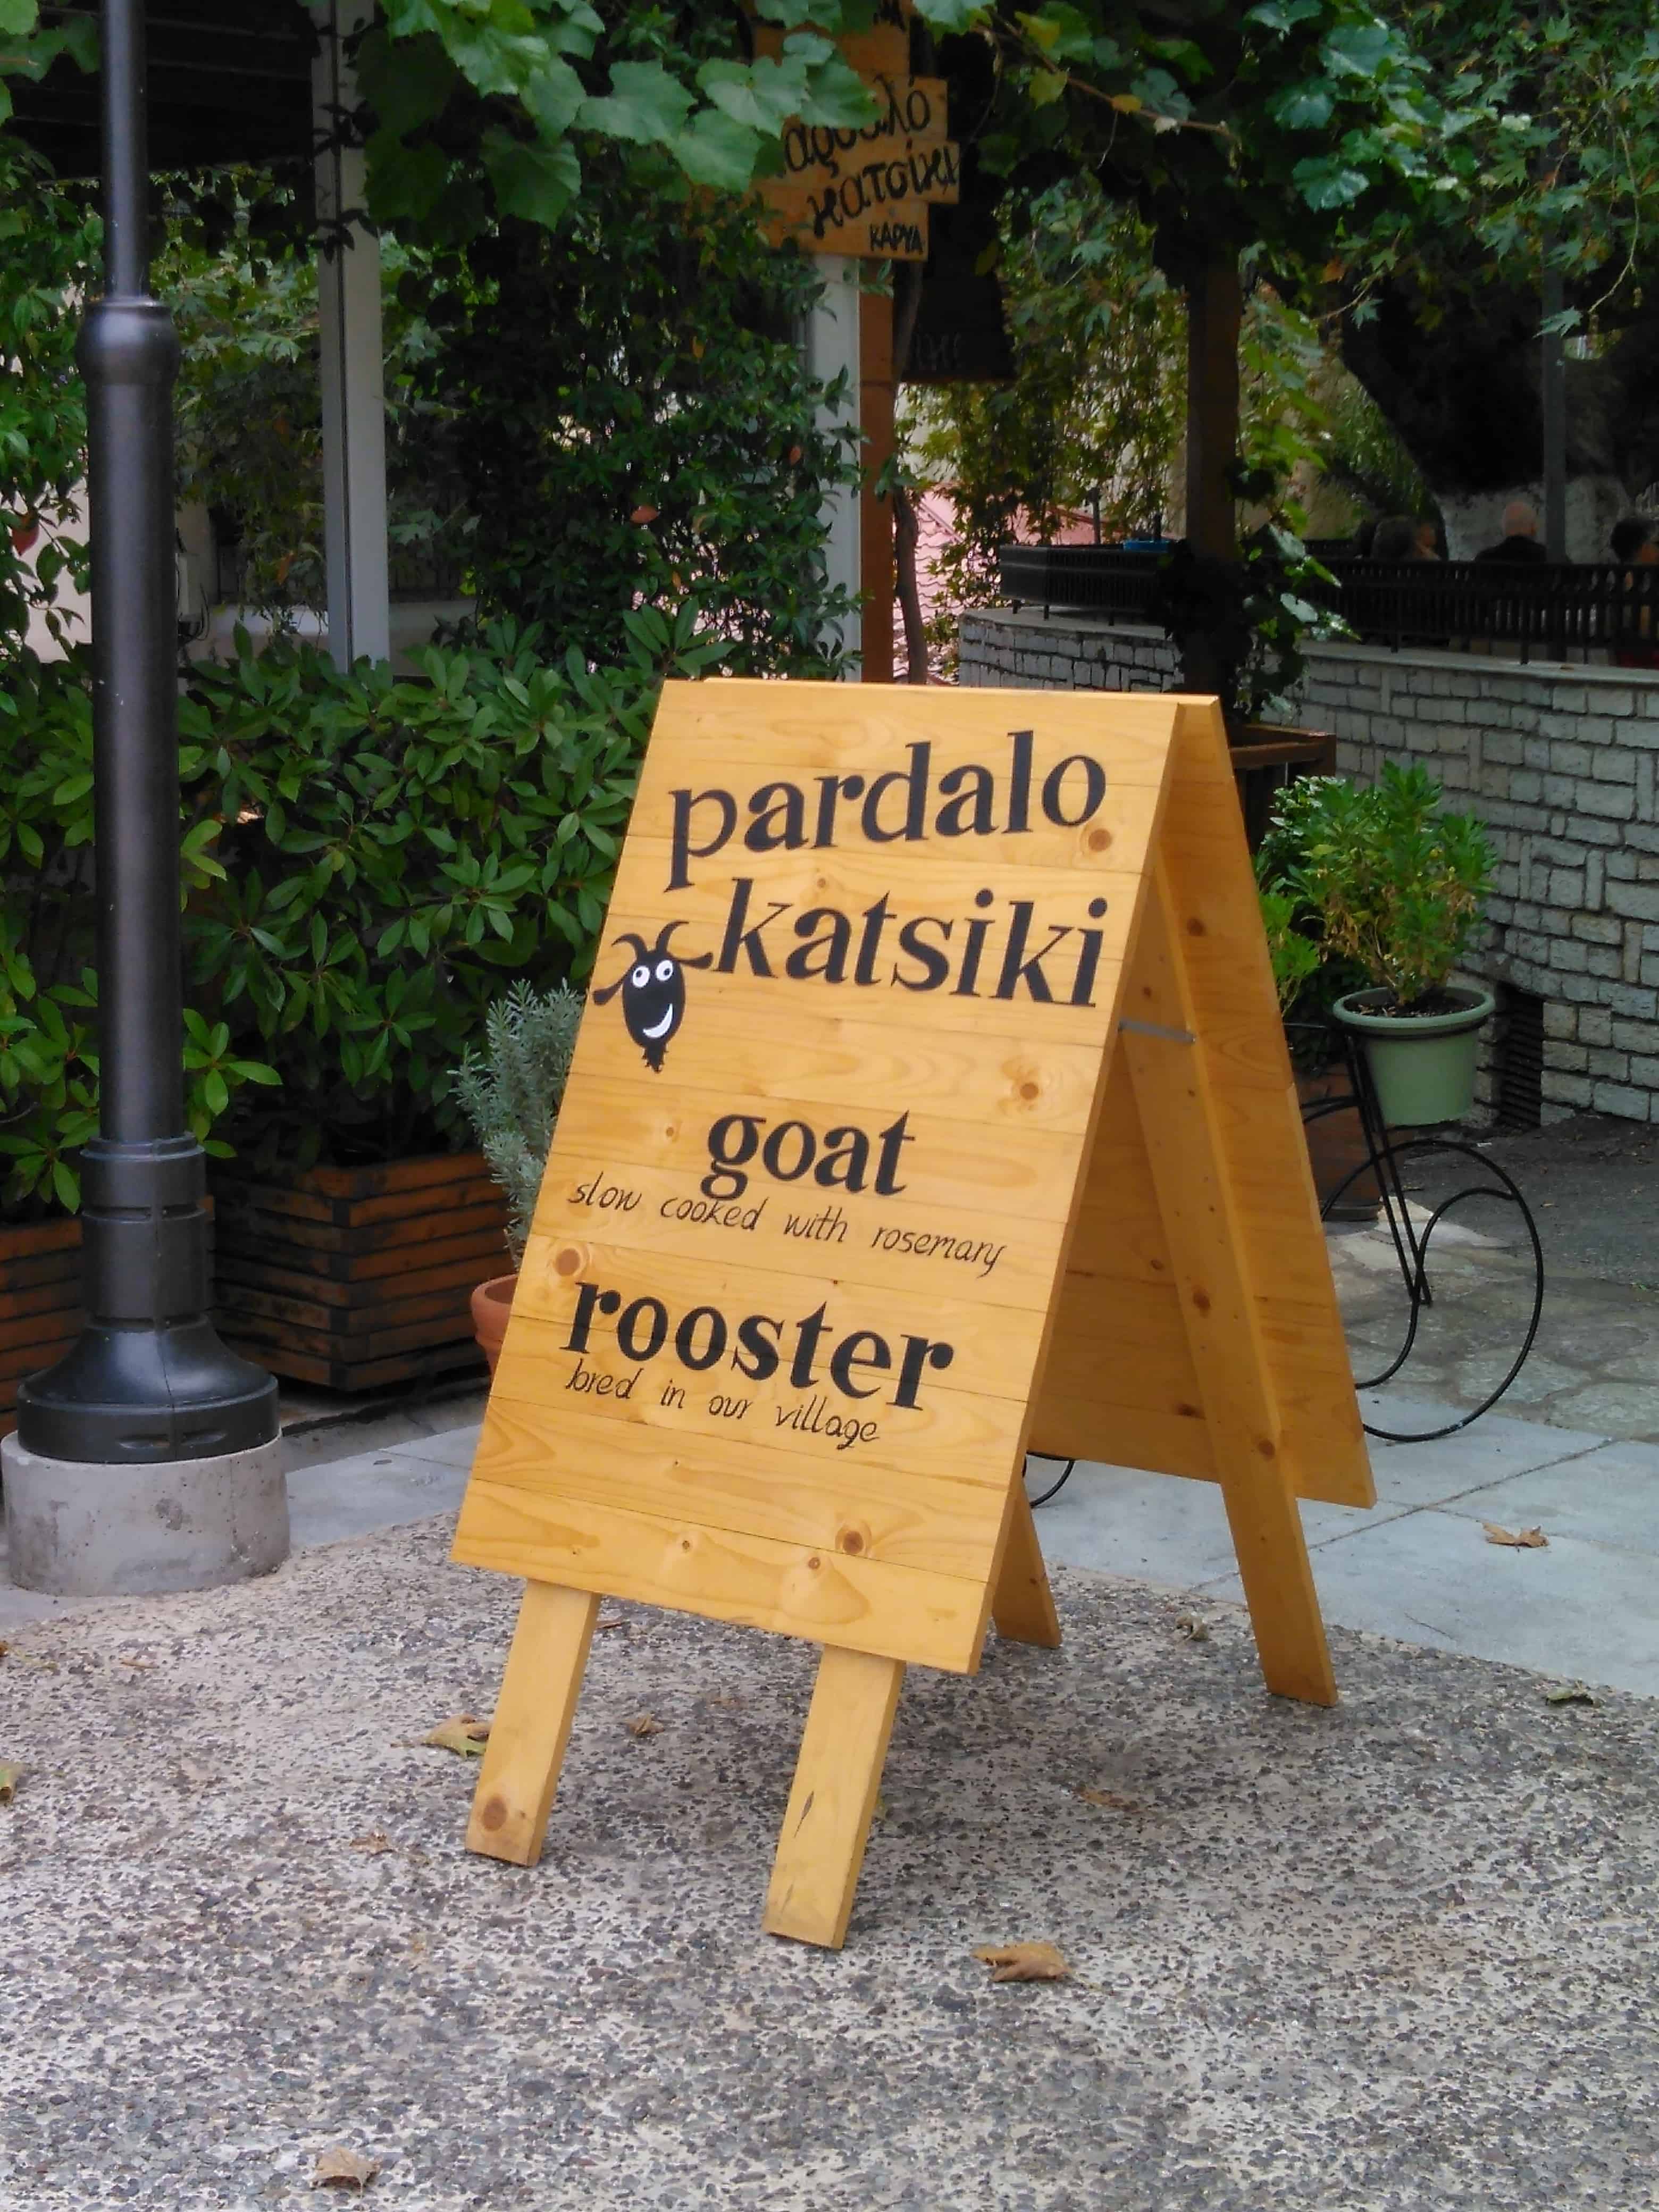 κατσίκι
ΚΑΡΥΑ
pardalo
katsiki
goat
slow cooked with rosemary
rooster
bred in our village